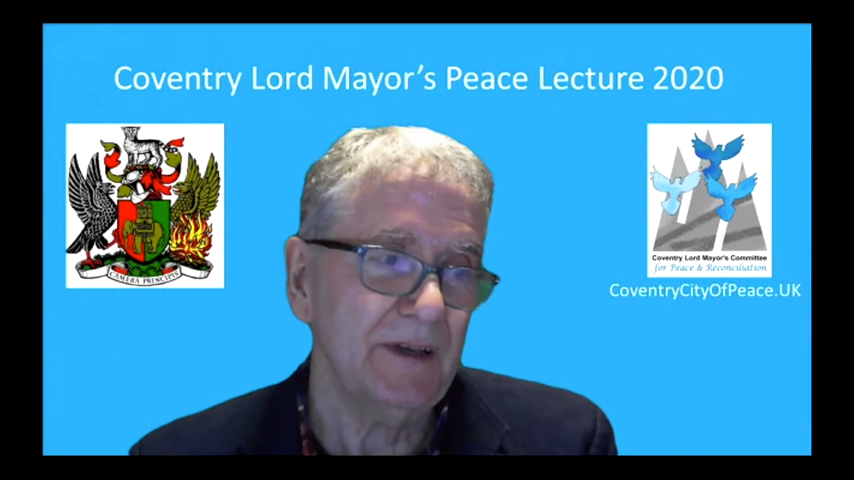 Coventry Lord Mayor's Peace Lecture 2020
CAMERA PRINCIPIS
Coventry Lord Mayor's Committee
for Peace & Reconciliation
CoventryCityOfPeace.UK